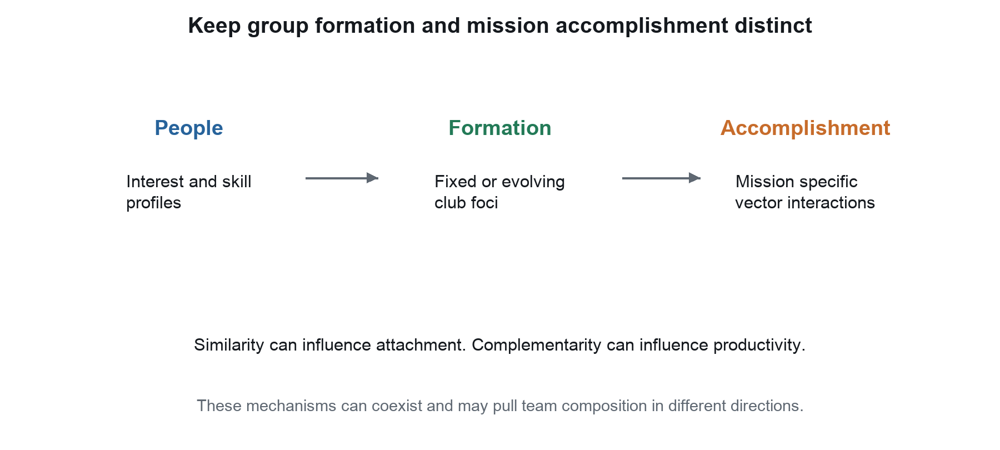 Keep group formation and mission accomplishment distinct
People
Formation
Accomplishment
Interest and skill
profiles
Fixed or evolving
club foci
Mission specific
vector interactions
Similarity can influence attachment. Complementarity can influence productivity.
These mechanisms can coexist and may pull team composition in different directions.